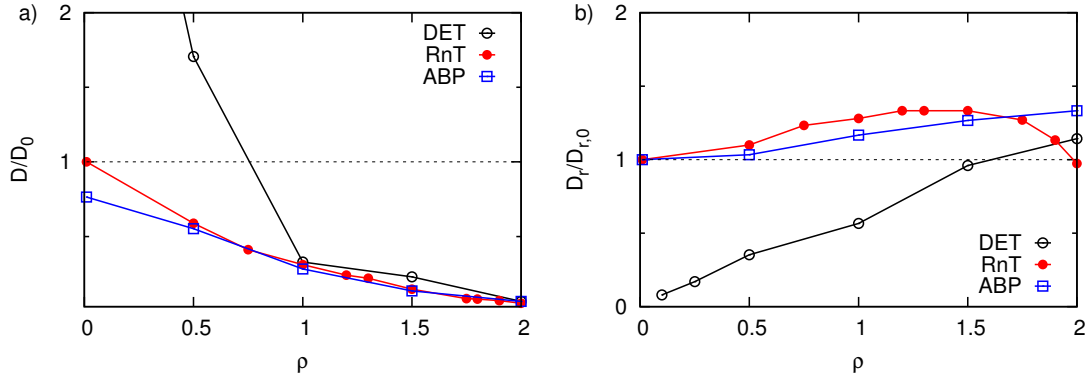 a)
2
1
D/D0
DET
RnT
ABP
0 0.5 1 1.5 2
ρ
b)
2
1
0
Dr/Dr,0
DET
RnT
ABP
0 0.5 1 1.5 2
ρ